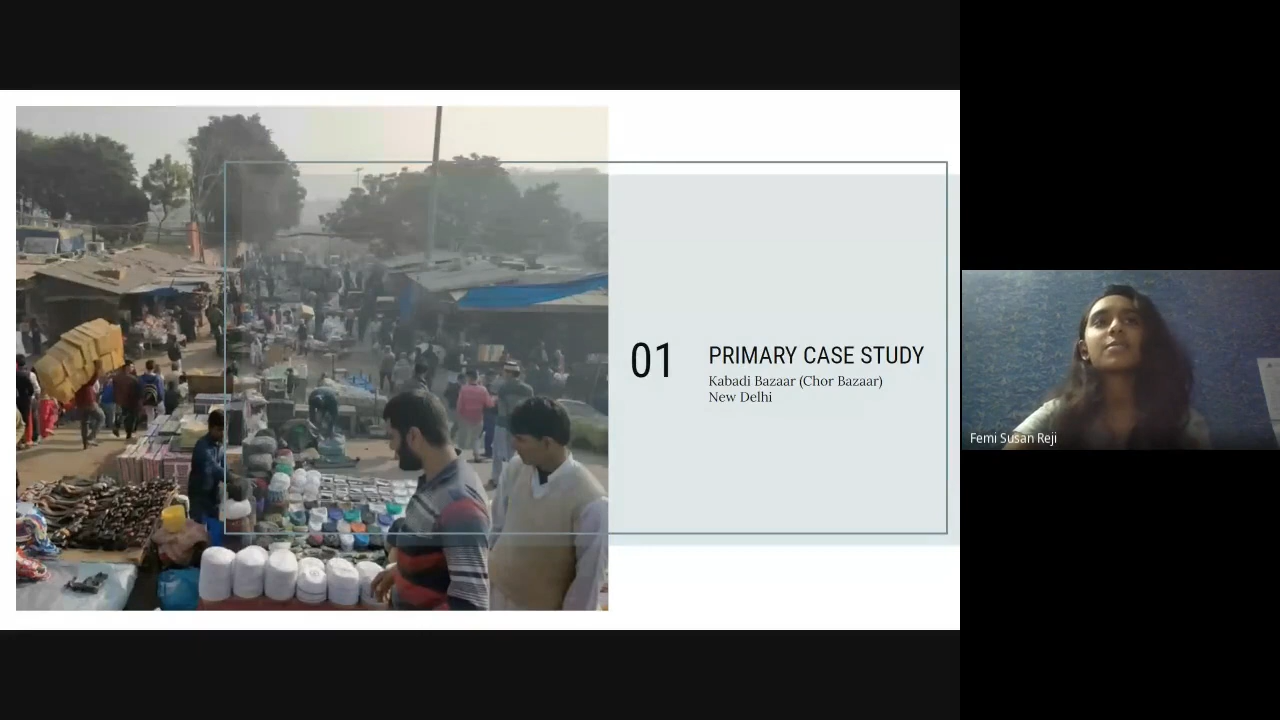 01
PRIMARY CASE STUDY
Kabadi Bazaar (Chor Bazaar)
New Delhi
Femi Susan Reji